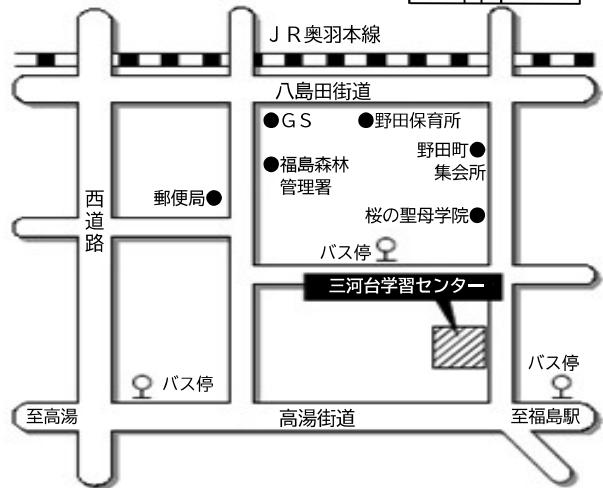 JR奥羽本線
八島田街道
GS
野田保育所
野田町
集会所
福島森林
管理署
郵便局
西道路
桜の聖母学院
バス停
三河台学習センター
バス停
バス停
至高湯
高湯街道
至福島駅